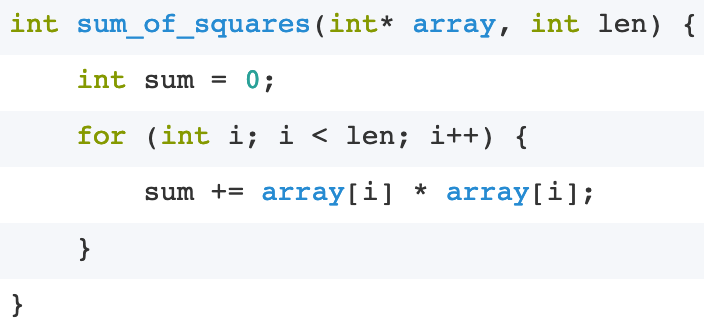 int sum_of_squares(int* array, int len) {
    int sum = 0;
    for (int i; i < len; i++) {
        sum += array[i] * array[i];
    }
}